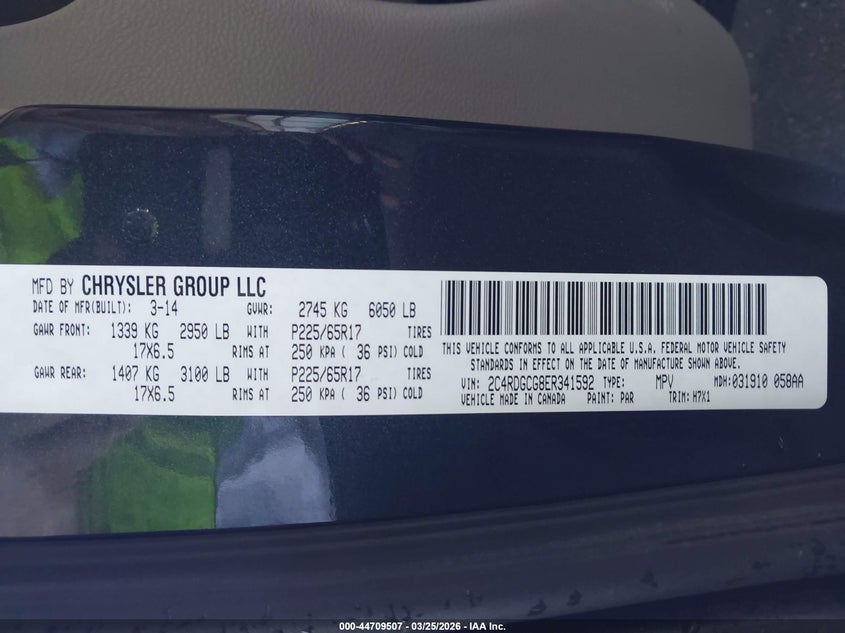 MFD BY CHRYSLER GROUP LLC
DATE OF MFR(BUILT): 3-14 GVWR: 2745 KG 6050 LB
GAWR FRONT: 1339 KG 2950 LB WITH P225/65R17 TIRES
17X6.5 RIMS AT 250 KPA ( 36 PSI) COLD
GAWR REAR: 1407 KG 3100 LB WITH P225/65R17 TIRES
17X6.5 RIMS AT 250 KPA ( 36 PSI) COLD
THIS VEHICLE CONFORMS TO ALL APPLICABLE U.S.A. FEDERAL MOTOR VEHICLE SAFETY
STANDARDS IN EFFECT ON THE DATE OF MANUFACTURE SHOWN ABOVE.
VIN: 2C4RDGCG8ER341592 TYPE: MPV MDH:031910 058AA
VEHICLE MADE IN CANADA PAINT: PAR TRIM: H7X1
000-44709507 - 03/25/2026 - IAA Inc.